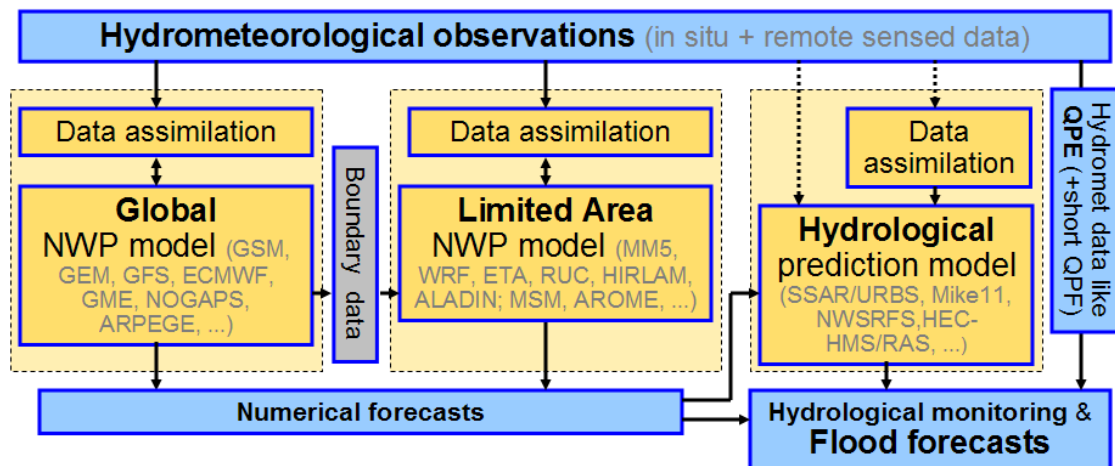 Hydrometeorological observations (in situ + remote sensed data)
Data assimilation
Global
NWP model (GSM,
GEM, GFS, ECMWF,
GME, NOGAPS,
ARPEGE, ...)
Boundary data
Data assimilation
Limited Area
NWP model (MM5,
WRF, ETA, RUC, HIRLAM,
ALADIN; MSM, AROME, ...)
Data
assimilation
Hydrological
prediction model
(SSAR/URBS, Mike11,
NWSRFS,HEC-
HMS/RAS, ...)
Hydromet data like
QPE (+short QPF)
Numerical forecasts
Hydrological monitoring &
Flood forecasts